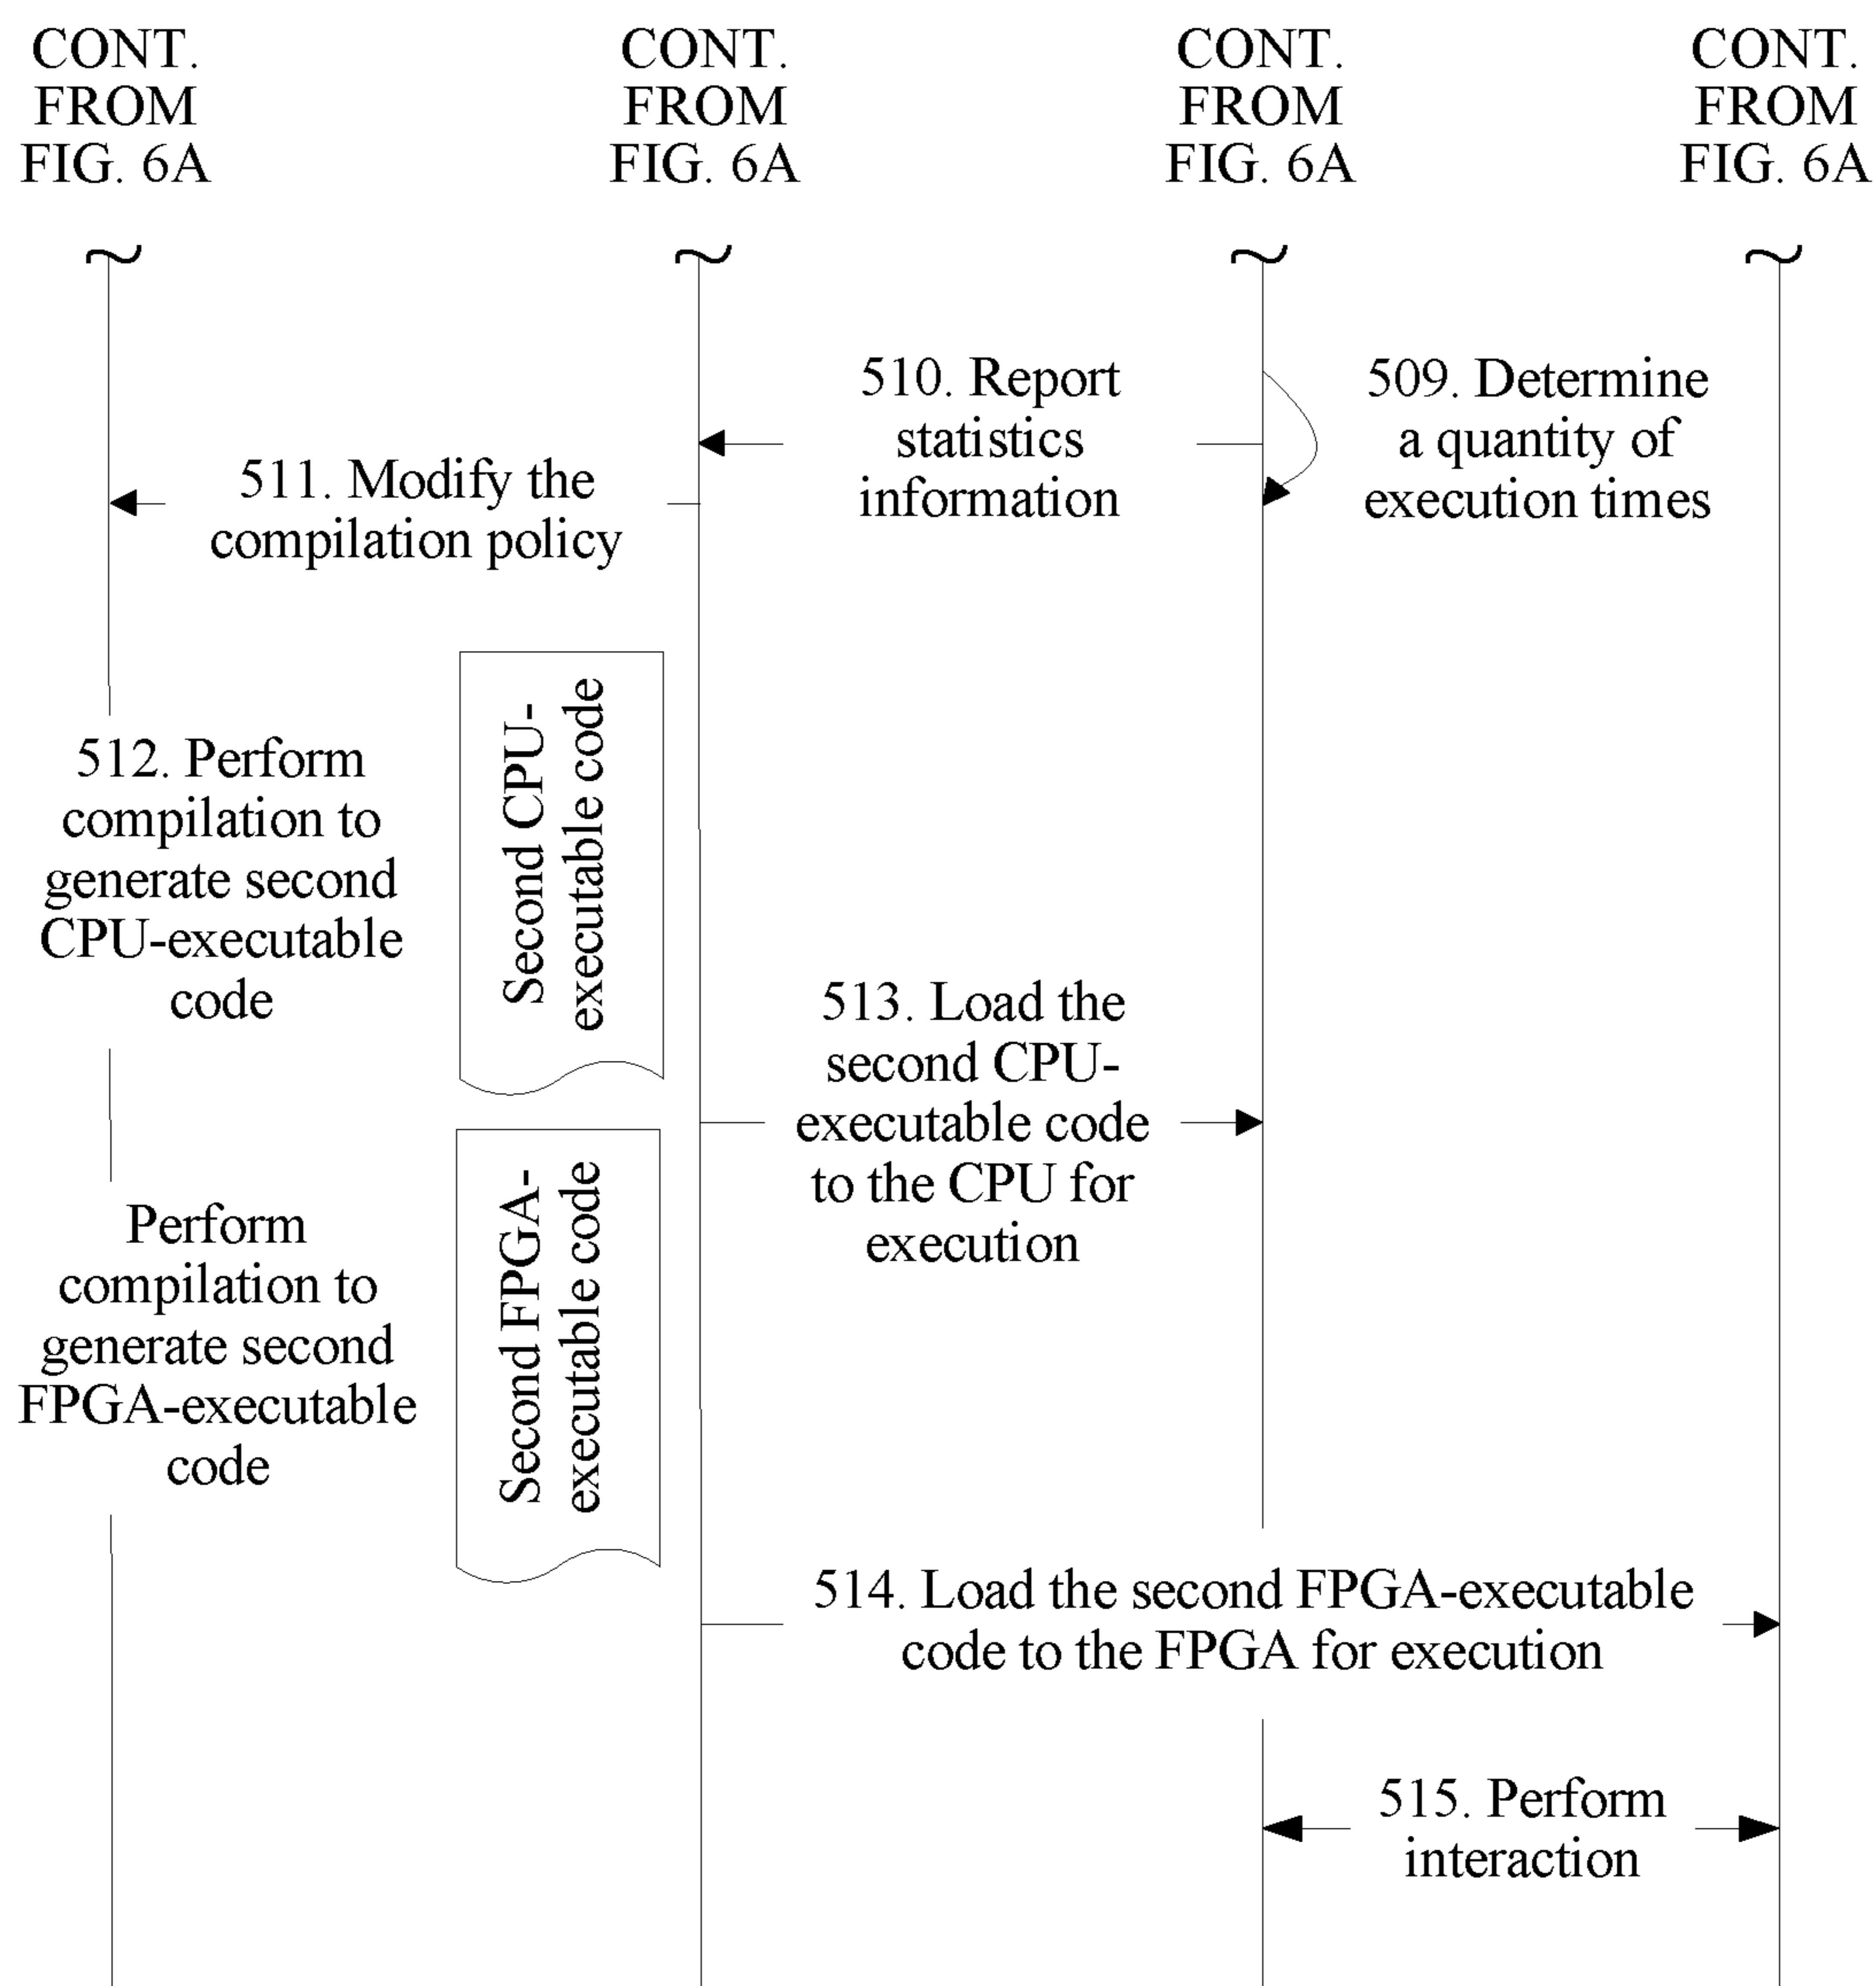 CONT.
FROM
FIG. 6A
CONT.
FROM
FIG. 6A
CONT.
FROM
FIG. 6A
CONT.
FROM
FIG. 6A
509. Determine
a quantity of
execution times
510. Report
statistics
information
511. Modify the
compilation policy
512. Perform
compilation to
generate second
CPU-executable
code
Second CPU-
executable code
513. Load the
second CPU-
executable code
to the CPU for
execution
Perform
compilation to
generate second
FPGA-executable
code
Second FPGA-
executable code
514. Load the second FPGA-executable
code to the FPGA for execution
515. Perform
interaction